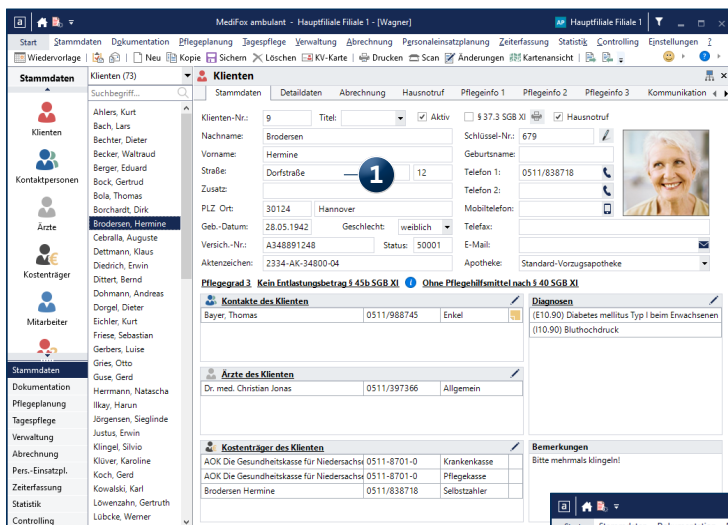 a MediFox ambulant - Hauptfiliale Filiale 1 - [Wagner] AP Hauptfiliale Filiale 1
Start Stammdaten Dokumentation Pflegeplanung Tagespflege Verwaltung Abrechnung Personaleinsatzplanung Zeiterfassung Statistik Controlling Einstellungen ?
Wiedervorlage Neu Kopie Sichern Löschen KV-Karte Drucken Scan Änderungen Kartenansicht
Stammdaten
Klienten (73)
Klienten
Suchbegriff...
Stammdaten Detaildaten Abrechnung Hausnotruf Pflegeinfo 1 Pflegeinfo 2 Pflegeinfo 3 Kommunikation
Klienten
Kontaktpersonen
Ärzte
Kostenträger
Mitarbeiter
Stammdaten
Dokumentation
Pflegeplanung
Tagespflege
Verwaltung
Abrechnung
Pers.-Einsatzpl.
Zeiterfassung
Statistik
Controlling
Ahlers, Kurt
Bach, Lars
Bechter, Dieter
Becker, Waltraud
Berger, Eduard
Bock, Gertrud
Bola, Thomas
Borchardt, Dirk
Brodersen, Hermine
Cebralla, Auguste
Dettmann, Klaus
Diedrich, Erwin
Dittert, Bernd
Dohmann, Andreas
Dorgel, Dieter
Eichler, Kurt
Friese, Sebastian
Gerbers, Luise
Gries, Otto
Guse, Gerd
Herrmann, Natascha
Ilkay, Harun
Jörgensen, Sieglinde
Justus, Erwin
Klingel, Silvio
Klüver, Karoline
Koch, Gerd
Kowalski, Karl
Löwenzahn, Gertruth
Lübcke, Werner
Klienten-Nr.: 9 Titel: Aktiv § 37.3 SGB XI Hausnotruf
Nachname: Brodersen Schlüssel-Nr.: 679
Vorname: Hermine Geburtsname:
Straße: Dorfstraße 1 12 Telefon 1: 0511/838718
Zusatz: Telefon 2:
PLZ Ort: 30124 Hannover Mobiltelefon:
Geb.-Datum: 28.05.1942 Geschlecht: weiblich Telefax:
Versich.-Nr.: A348891248 Status: 50001 E-Mail:
Aktenzeichen: 2334-AK-34800-04 Apotheke: Standard-Vorzugsapotheke
Pflegegrad 3 Kein Entlastungsbetrag § 45b SGB XI Ohne Pflegehilfsmittel nach § 40 SGB XI
Kontakte des Klienten
Bayer, Thomas 0511/988745 Enkel
Diagnosen
(E10.90) Diabetes mellitus Typ I beim Erwachsenen
(I10.90) Bluthochdruck
Ärzte des Klienten
Dr. med. Christian Jonas 0511/397366 Allgemein
Kostenträger des Klienten
AOK Die Gesundheitskasse für Niedersachse 0511-8701-0 Krankenkasse
AOK Die Gesundheitskasse für Niedersachse 0511-8701-0 Pflegekasse
Brodersen Hermine 0511/838718 Selbstzahler
Bemerkungen
Bitte mehrmals klingeln!
a